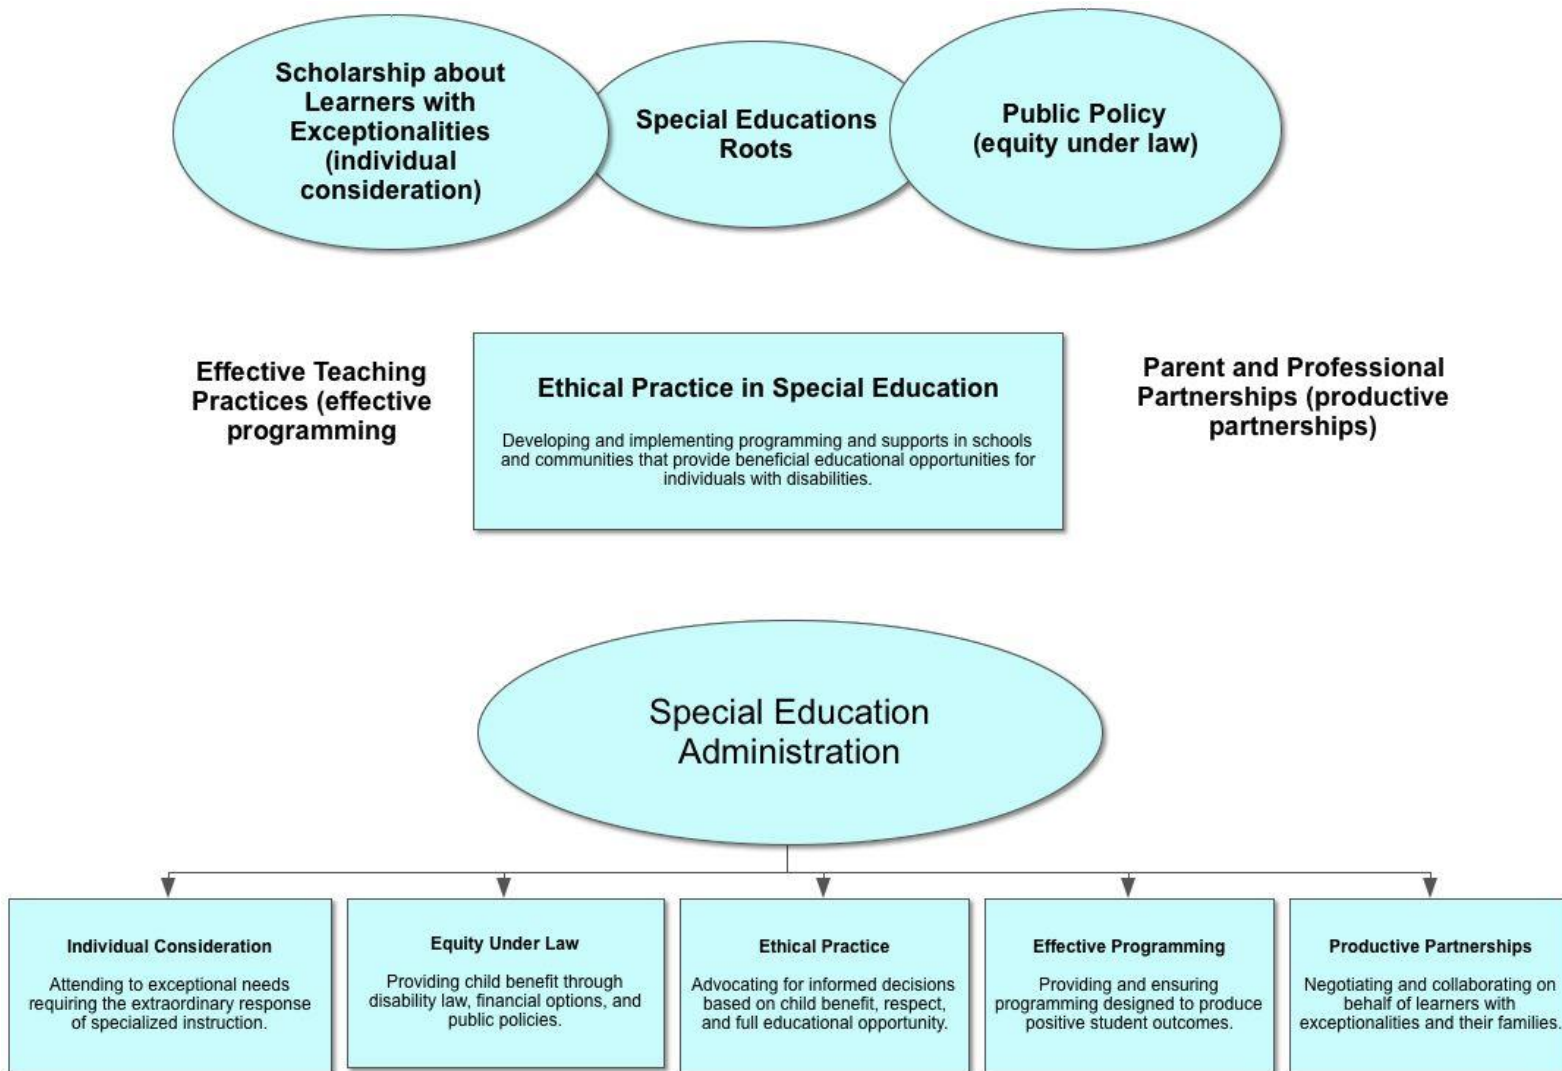 Scholarship about
Learners with
Exceptionalities
(individual
consideration)
Special Educations
Roots
Public Policy
(equity under law)
Effective Teaching
Practices (effective
programming
Ethical Practice in Special Education
Developing and implementing programming and supports in schools
and communities that provide beneficial educational opportunities for
individuals with disabilities.
Parent and Professional
Partnerships (productive
partnerships)
Special Education
Administration
Individual Consideration
Attending to exceptional needs
requiring the extraordinary response
of specialized instruction.
Equity Under Law
Providing child benefit through
disability law, financial options, and
public policies.
Ethical Practice
Advocating for informed decisions
based on child benefit, respect,
and full educational opportunity.
Effective Programming
Providing and ensuring
programming designed to produce
positive student outcomes.
Productive Partnerships
Negotiating and collaborating on
behalf of learners with
exceptionalities and their families.